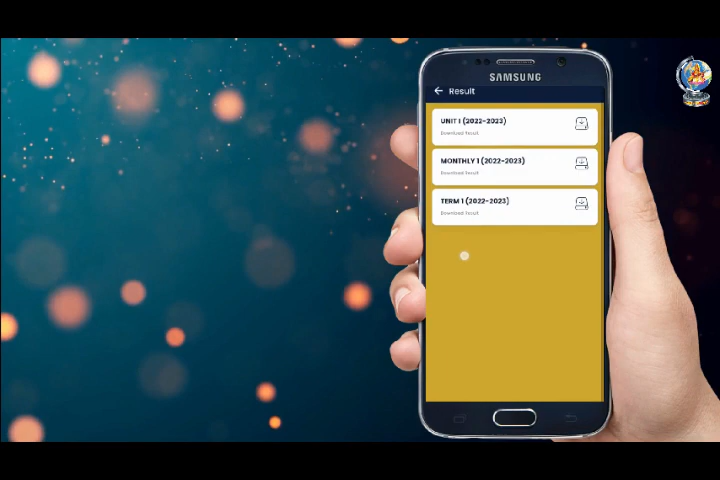 SAMSUNG
Result
UNIT I (2022-2023)
Download Result
MONTHLY 1 (2022-2023)
Download Result
TERM 1 (2022-2023)
Download Result